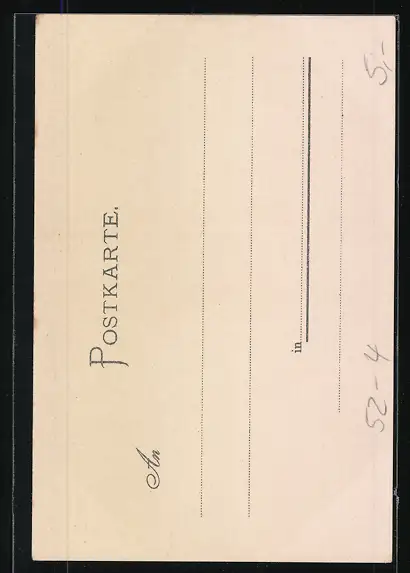 POSTKARTE.
An
in
52-4
5,-